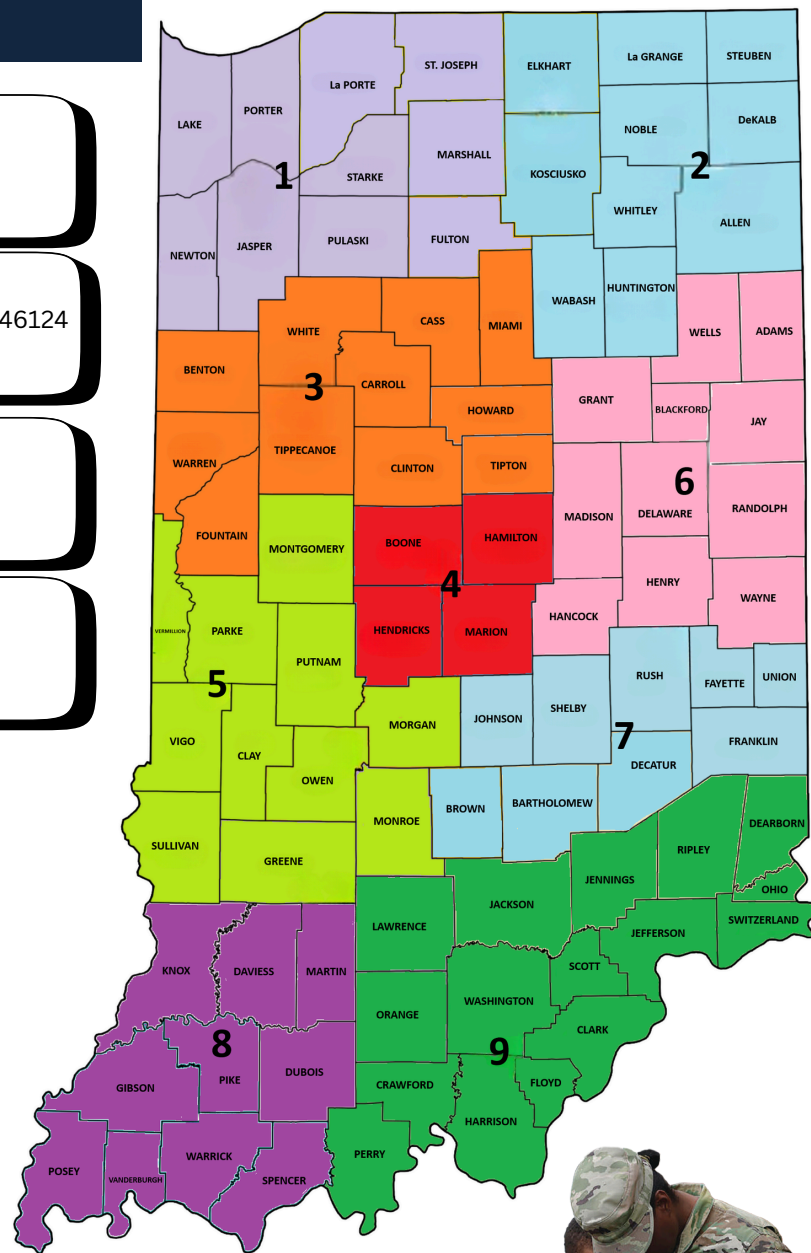 LAKE
PORTER
La PORTE
ST. JOSEPH
ELKHART
La GRANGE
STEUBEN
NOBLE
DeKALB
1
STARKE
MARSHALL
KOSCIUSKO
2
WHITLEY
ALLEN
NEWTON
JASPER
PULASKI
FULTON
WABASH
HUNTINGTON
46124
WHITE
CASS
MIAMI
WELLS
ADAMS
BENTON
3
CARROLL
HOWARD
GRANT
BLACKFORD
JAY
WARREN
TIPPECANOE
CLINTON
TIPTON
6
MADISON
DELAWARE
RANDOLPH
FOUNTAIN
MONTGOMERY
BOONE
HAMILTON
4
HENRY
WAYNE
VERMILLION
PARKE
PUTNAM
HENDRICKS
MARION
HANCOCK
5
RUSH
FAYETTE
UNION
VIGO
CLAY
OWEN
MORGAN
JOHNSON
SHELBY
7
DECATUR
FRANKLIN
SULLIVAN
GREENE
MONROE
BROWN
BARTHOLOMEW
DEARBORN
RIPLEY
OHIO
JENNINGS
JACKSON
LAWRENCE
JEFFERSON
SWITZERLAND
KNOX
DAVIESS
MARTIN
SCOTT
ORANGE
WASHINGTON
CLARK
8
9
GIBSON
PIKE
DUBOIS
CRAWFORD
FLOYD
HARRISON
POSEY
VANDERBURGH
WARRICK
SPENCER
PERRY